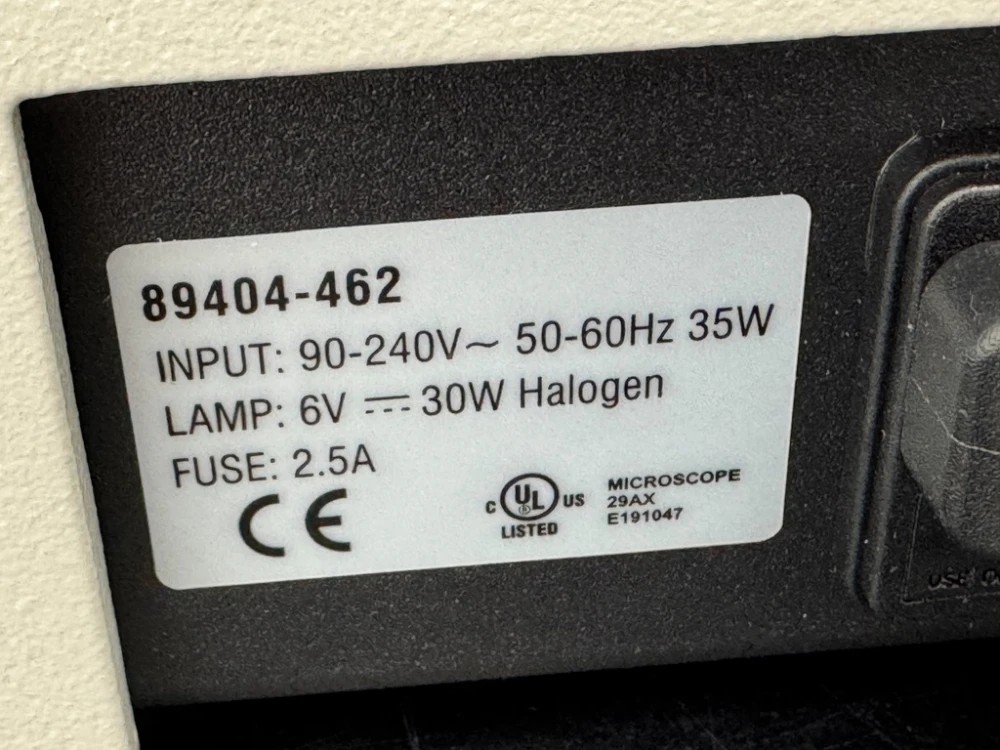 89404-462
INPUT: 90-240V~ 50-60Hz 35W
LAMP: 6V ⎓ 30W Halogen
FUSE: 2.5A
CE
C UL US
LISTED
MICROSCOPE
29AX
E191047
USE